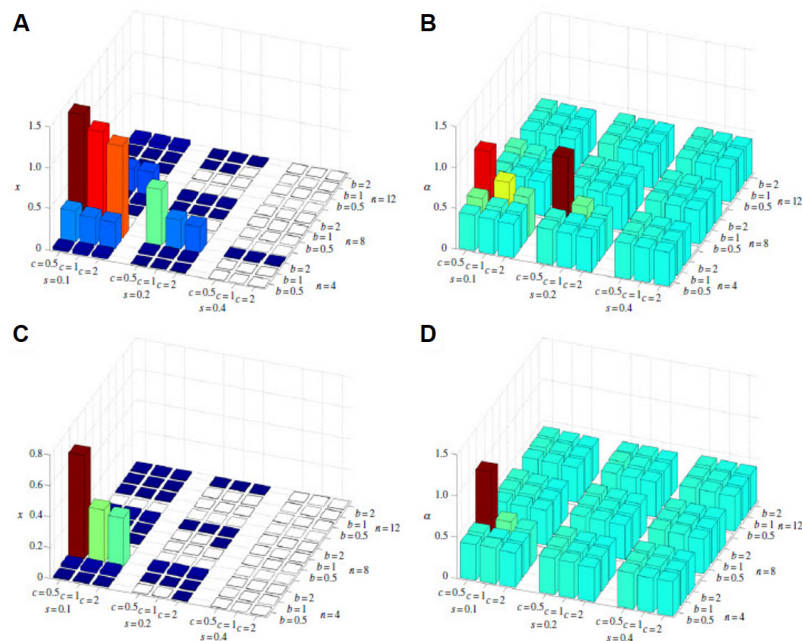 A
1.5
1.0
0.5
0
x
c=0.5
c=1
c=2
s=0.1
c=0.5
c=1
c=2
s=0.2
c=0.5
c=1
c=2
s=0.4
b=2
b=1
b=0.5
n=12
b=2
b=1
b=0.5
n=8
b=2
b=1
b=0.5
n=4
B
1.5
1.0
0.5
0
α
c=0.5
c=1
c=2
s=0.1
c=0.5
c=1
c=2
s=0.2
c=0.5
c=1
c=2
s=0.4
b=2
b=1
b=0.5
n=12
b=2
b=1
b=0.5
n=8
b=2
b=1
b=0.5
n=4
C
0.8
0.6
0.4
0.2
0
x
c=0.5
c=1
c=2
s=0.1
c=0.5
c=1
c=2
s=0.2
c=0.5
c=1
c=2
s=0.4
b=2
b=1
b=0.5
n=12
b=2
b=1
b=0.5
n=8
b=2
b=1
b=0.5
n=4
D
1.5
1.0
0.5
0
α
c=0.5
c=1
c=2
s=0.1
c=0.5
c=1
c=2
s=0.2
c=0.5
c=1
c=2
s=0.4
b=2
b=1
b=0.5
n=12
b=2
b=1
b=0.5
n=8
b=2
b=1
b=0.5
n=4